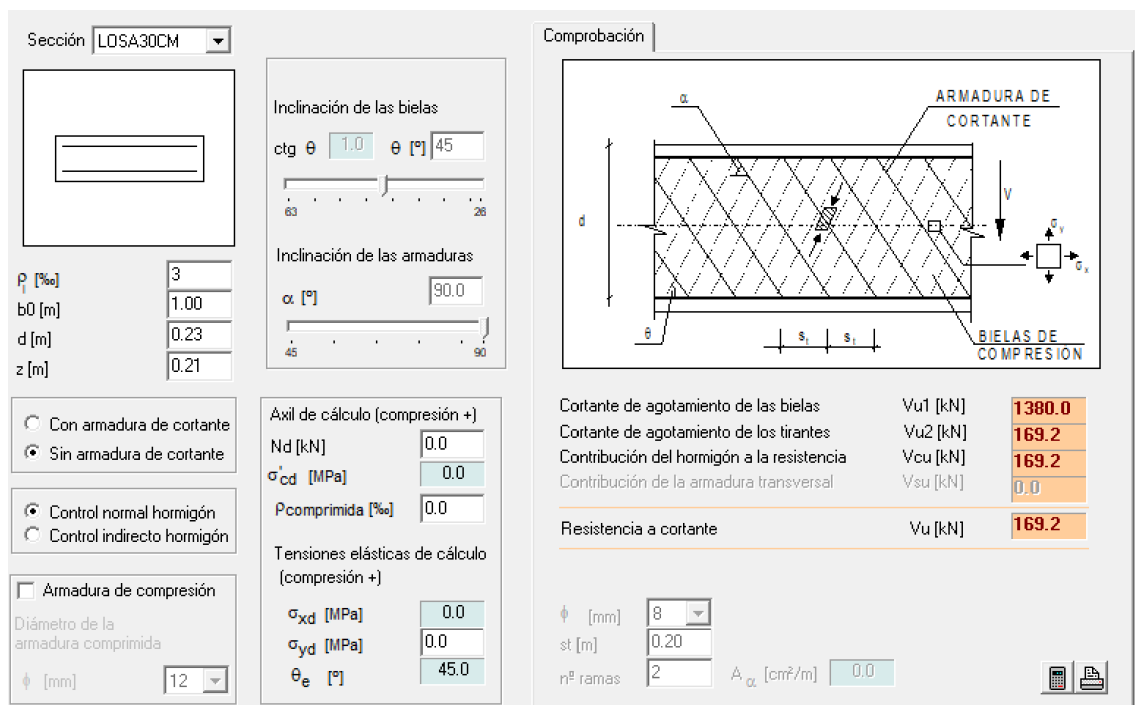 Sección LOSA30CM
ρl [‰] 3
b0 [m] 1.00
d [m] 0.23
z [m] 0.21
Con armadura de cortante
Sin armadura de cortante
Control normal hormigón
Control indirecto hormigón
Armadura de compresión
Diámetro de la
armadura comprimida
ϕ [mm] 12
Inclinación de las bielas
ctg θ 1.0 θ [º] 45
63 26
Inclinación de las armaduras
α [º] 90.0
45 90
Axil de cálculo (compresión +)
Nd [kN] 0.0
σ'cd [MPa] 0.0
ρcomprimida [‰] 0.0
Tensiones elásticas de cálculo
(compresión +)
σxd [MPa] 0.0
σyd [MPa] 0.0
θe [º] 45.0
Comprobación
α
ARMADURA DE
CORTANTE
d
V
σy
σx
θ
st st
BIELAS DE
COMPRESIÓN
Cortante de agotamiento de las bielas Vu1 [kN] 1380.0
Cortante de agotamiento de los tirantes Vu2 [kN] 169.2
Contribución del hormigón a la resistencia Vcu [kN] 169.2
Contribución de la armadura transversal Vsu [kN] 0.0
Resistencia a cortante Vu [kN] 169.2
ϕ [mm] 8
st [m] 0.20
nº ramas 2 Aα [cm²/m] 0.0